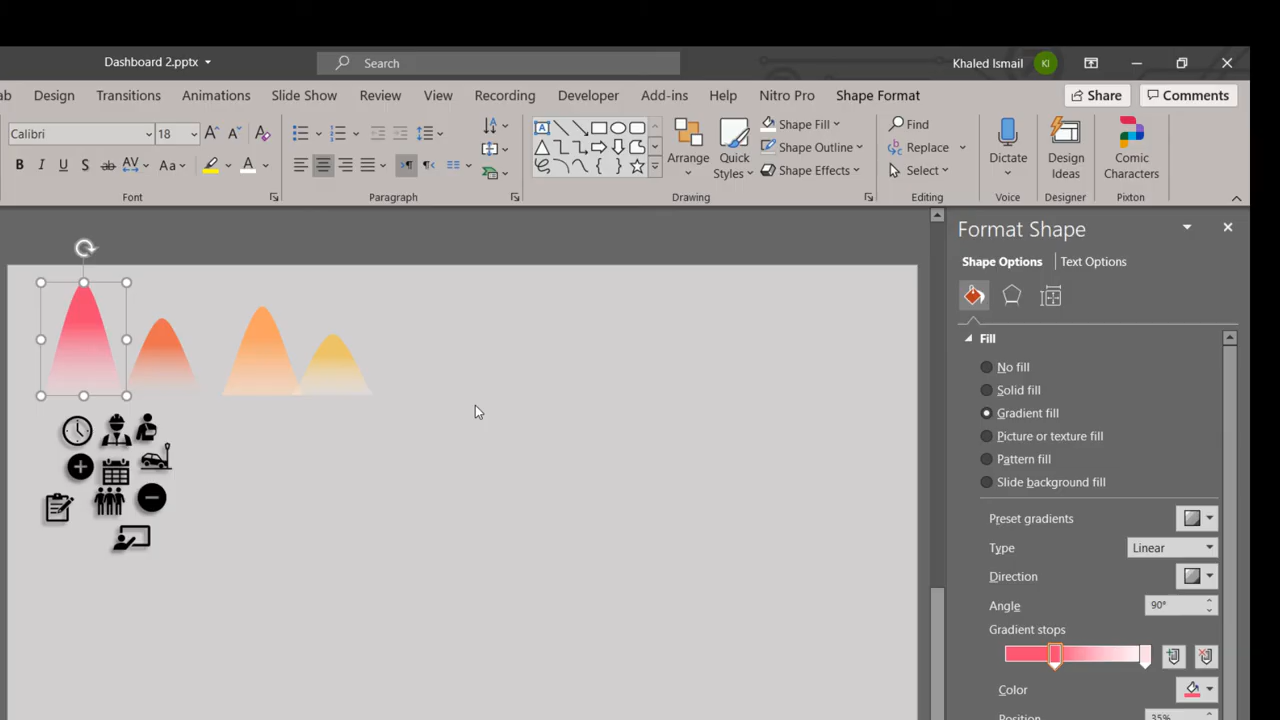 Dashboard 2.pptx
Search
Khaled Ismail
KI
Design
Transitions
Animations
Slide Show
Review
View
Recording
Developer
Add-ins
Help
Nitro Pro
Shape Format
Share
Comments
Calibri
18
Shape Fill
Shape Outline
Shape Effects
Find
Replace
Select
Arrange
Quick
Styles
Dictate
Design
Ideas
Comic
Characters
Font
Paragraph
Drawing
Editing
Voice
Designer
Pixton
Format Shape
Shape Options
Text Options
Fill
No fill
Solid fill
Gradient fill
Picture or texture fill
Pattern fill
Slide background fill
Preset gradients
Type
Linear
Direction
Angle
90°
Gradient stops
Color
Position
35%